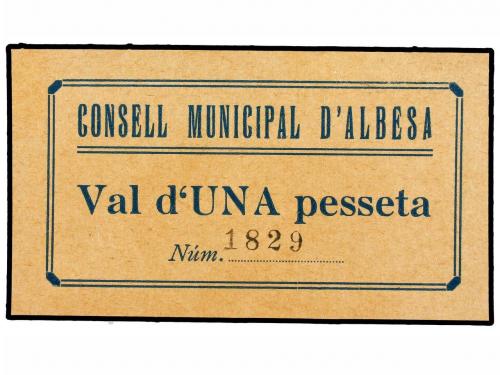 CONSELL MUNICIPAL D'ALBESA
Val d‘UNA pesseta
Núm. 1829